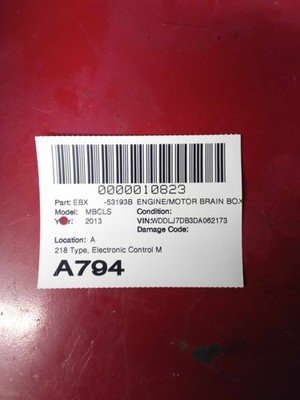 0000010823
Part: EBX -53193B ENGINE/MOTOR BRAIN BOX
Model: MBCLS Condition:
Year: 2013 VIN:WDDLJ7DB3DA062173
Damage Code:
Location: A
218 Type, Electronic Control M
A794